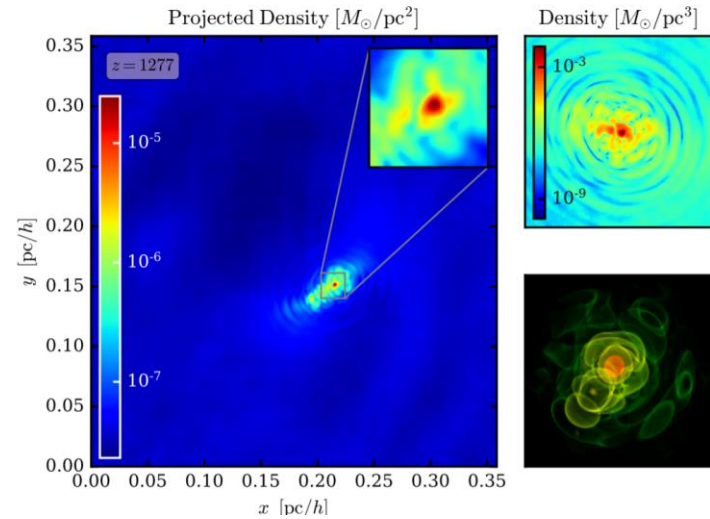 Projected Density [M⊙/pc²]
Density [M⊙/pc³]
0.35
0.30
0.25
0.20
0.15
0.10
0.05
0.00
y [pc/h]
z = 1277
10⁻⁵
10⁻⁶
10⁻⁷
10⁻³
10⁻⁹
0.00 0.05 0.10 0.15 0.20 0.25 0.30 0.35
x [pc/h]